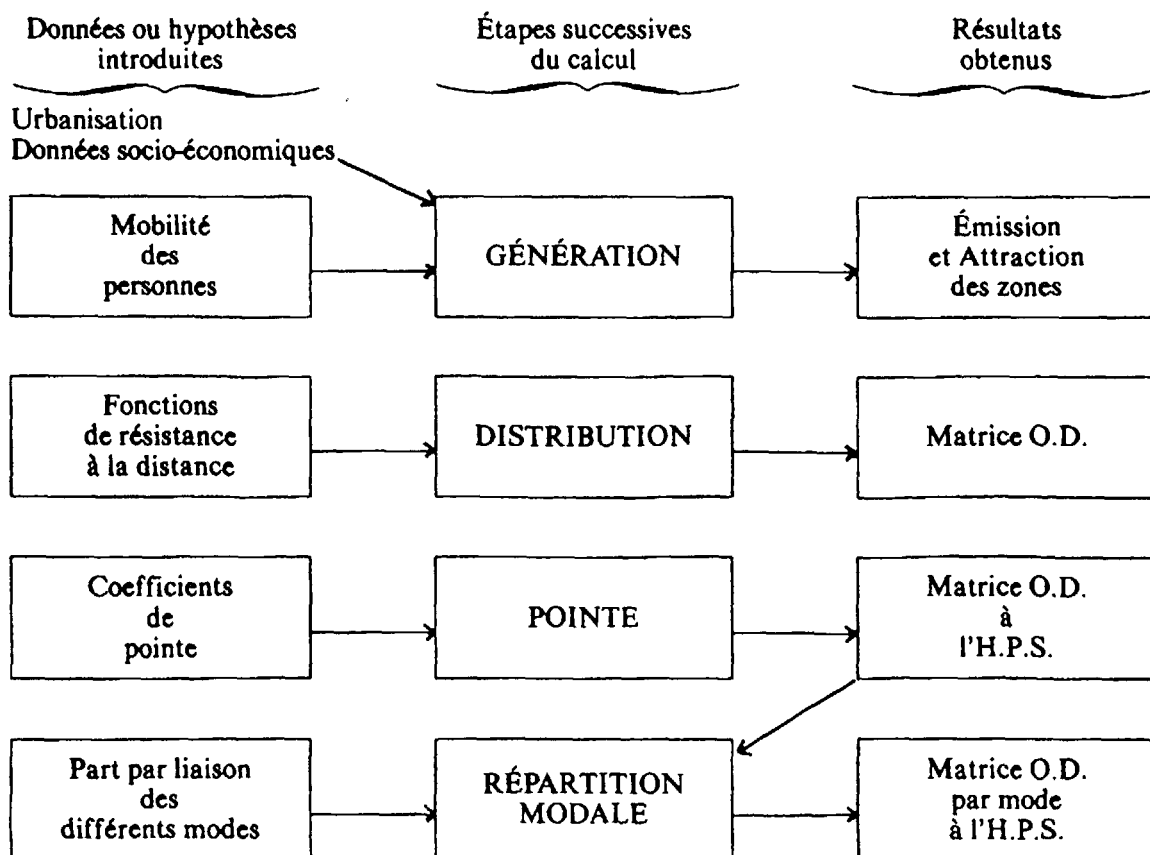 Données ou hypothèses
introduites
Étapes successives
du calcul
Résultats
obtenus
Urbanisation
Données socio-économiques
Mobilité
des
personnes
GÉNÉRATION
Émission
et Attraction
des zones
Fonctions
de résistance
à la distance
DISTRIBUTION
Matrice O.D.
Coefficients
de
pointe
POINTE
Matrice O.D.
à
l'H.P.S.
Part par liaison
des
différents modes
RÉPARTITION
MODALE
Matrice O.D.
par mode
à l'H.P.S.